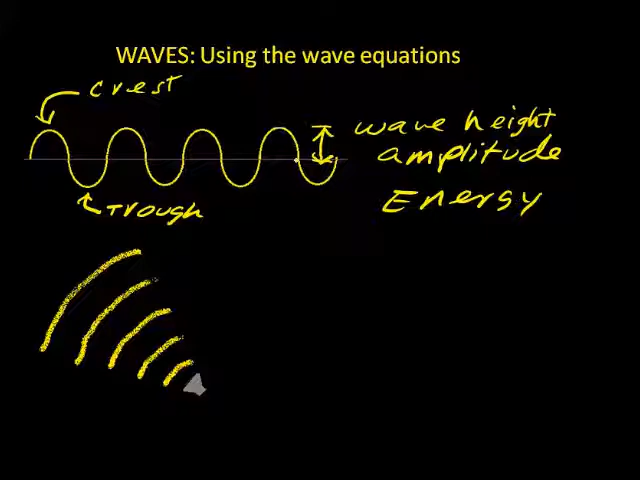 WAVES: Using the wave equations
crest
wave height
amplitude
Energy
Trough